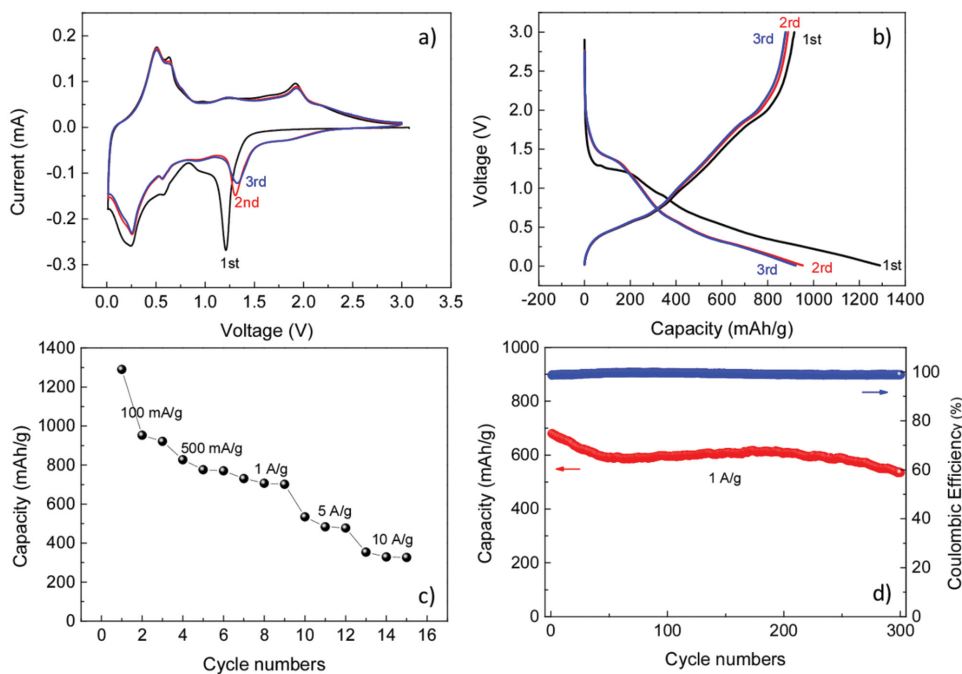 a)
0.2
0.1
0.0
-0.1
-0.2
-0.3
Current (mA)
3rd
2nd
1st
0.0 0.5 1.0 1.5 2.0 2.5 3.0 3.5
Voltage (V)
b)
3.0
2.5
2.0
1.5
1.0
0.5
0.0
Voltage (V)
2rd
3rd
1st
3rd
2rd
1st
-200 0 200 400 600 800 1000 1200 1400
Capacity (mAh/g)
1400
1200
1000
800
600
400
200
0
Capacity (mAh/g)
100 mA/g
500 mA/g
1 A/g
5 A/g
10 A/g
c)
0 2 4 6 8 10 12 14 16
Cycle numbers
900
800
700
600
500
400
300
200
100
0
Capacity (mAh/g)
1 A/g
d)
100
80
60
40
20
0
Coulombic Efficiency (%)
0 100 200 300
Cycle numbers